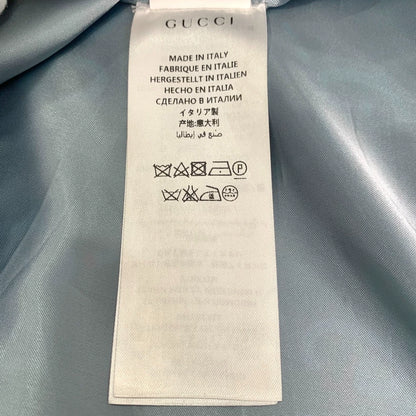 GUCCI
MADE IN ITALY
FABRIQUE EN ITALIE
HERGESTELLT IN ITALIEN
HECHO EN ITALIA
СДЕЛАНО В ИТАЛИИ
イタリア製
产地:意大利
صنع في إيطاليا
P